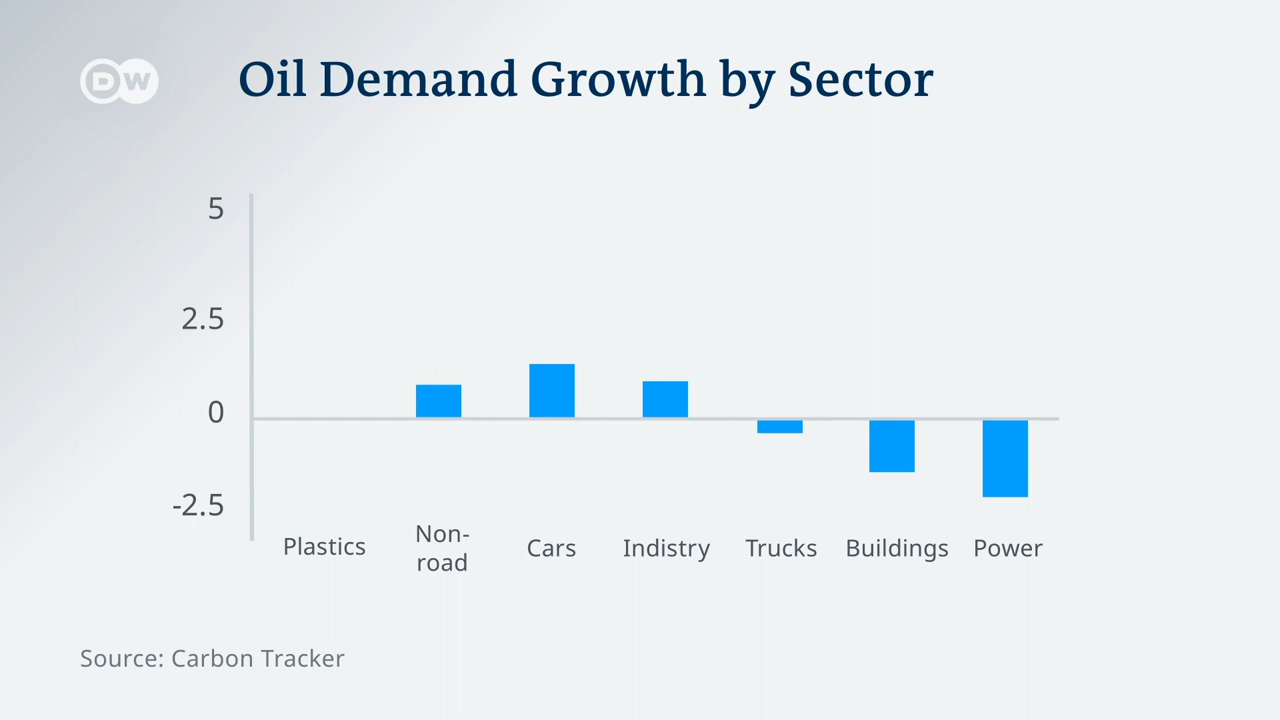 DW
Oil Demand Growth by Sector
5
2.5
0
-2.5
Plastics
Non-
road
Cars
Indistry
Trucks
Buildings
Power
Source: Carbon Tracker